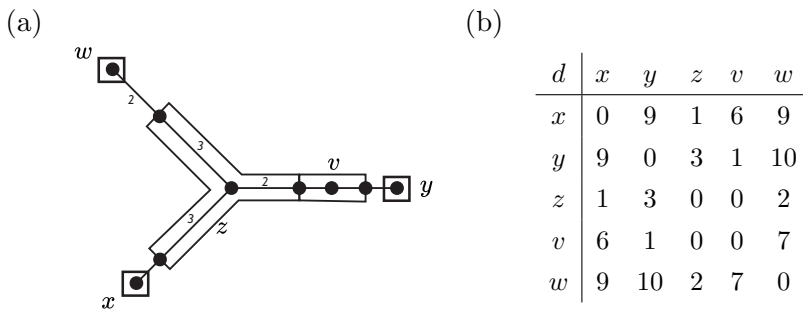 (a)
(b)
w
2
3
2
v
y
3
z
x
d x y z v w
x 0 9 1 6 9
y 9 0 3 1 10
z 1 3 0 0 2
v 6 1 0 0 7
w 9 10 2 7 0